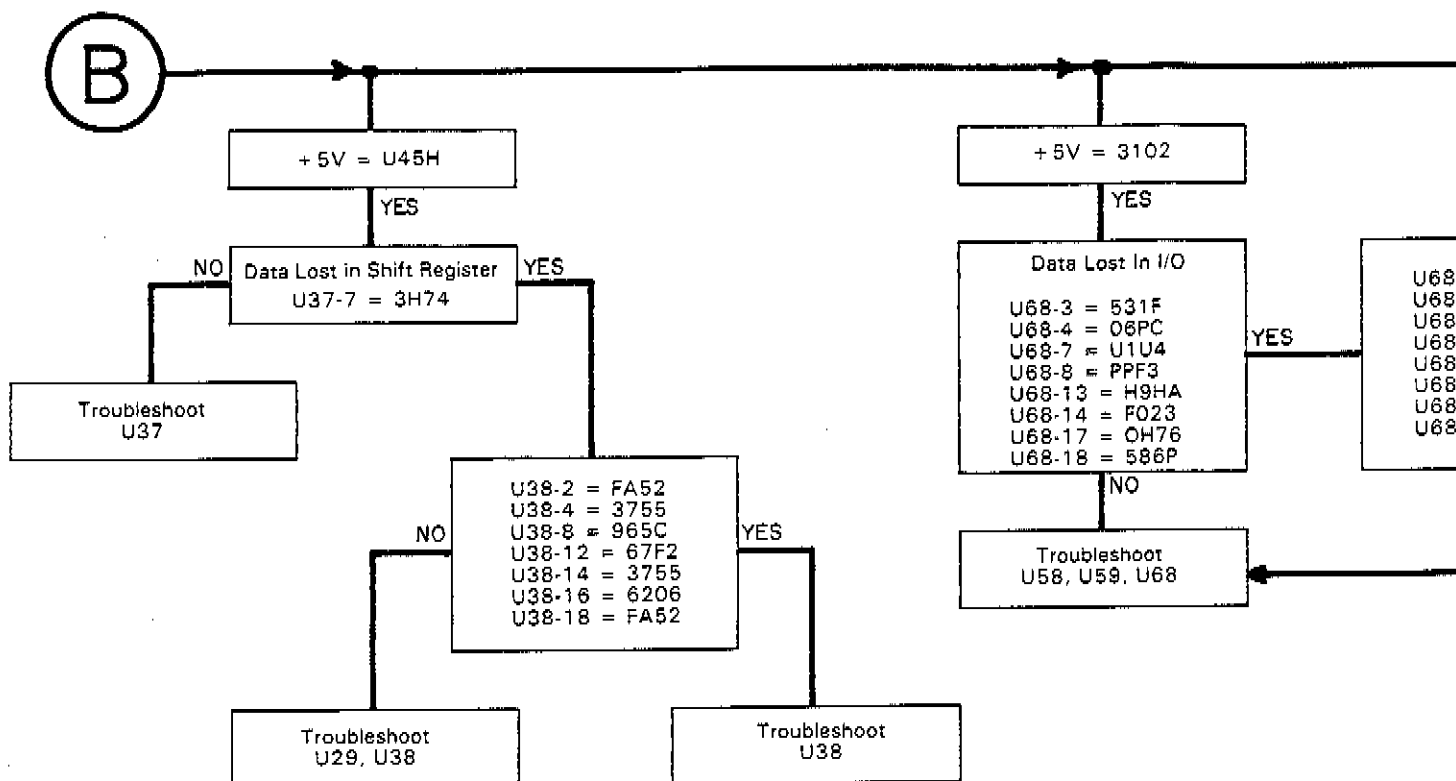 B
+5V = U45H
YES
NO
Data Lost in Shift Register
U37-7 = 3H74
YES
Troubleshoot
U37
NO
U38-2 = FA52
U38-4 = 3755
U38-8 = 965C
U38-12 = 67F2
U38-14 = 3755
U38-16 = 6206
U38-18 = FA52
YES
Troubleshoot
U29, U38
Troubleshoot
U38
+5V = 3102
YES
Data Lost In I/O
U68-3 = 531F
U68-4 = 06PC
U68-7 = U1U4
U68-8 = PPF3
U68-13 = H9HA
U68-14 = F023
U68-17 = 0H76
U68-18 = 586P
YES
NO
Troubleshoot
U58, U59, U68
U68
U68
U68
U68
U68
U68
U68
U68